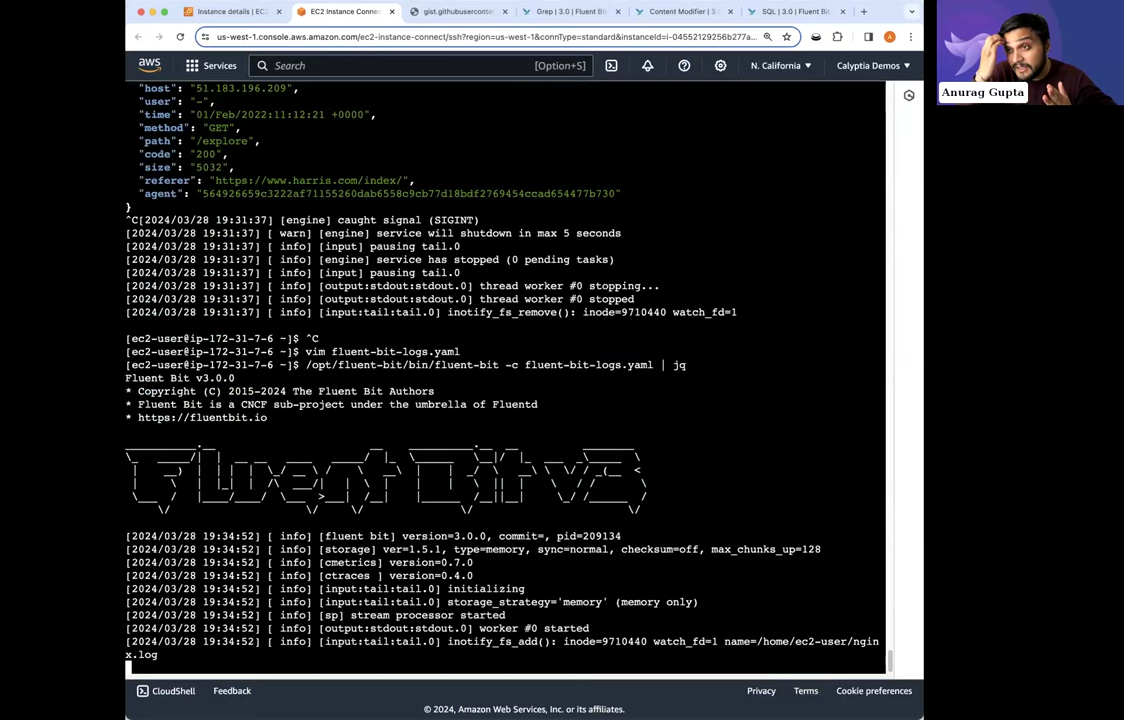 Instance details | EC2
EC2 Instance Connec
gist.githubuserconte
Grep | 3.0 | Fluent Bit
Content Modifier | 3.
SQL | 3.0 | Fluent Bit
us-west-1.console.aws.amazon.com/ec2-instance-connect/ssh?region=us-west-1&connType=standard&instanceId=i-04552129256b277a...
A
aws
Services
Search
[Option+S]
N. California
Calyptia Demos
Anurag Gupta
"host": "51.183.196.209",
"user": "-",
"time": "01/Feb/2022:11:12:21 +0000",
"method": "GET",
"path": "/explore",
"code": "200",
"size": "5032",
"referer": "https://www.harris.com/index/",
"agent": "564926659c3222af71155260dab6558c9cb77d18bdf2769454ccad654477b730"
}
^C[2024/03/28 19:31:37] [engine] caught signal (SIGINT)
[2024/03/28 19:31:37] [ warn] [engine] service will shutdown in max 5 seconds
[2024/03/28 19:31:37] [ info] [input] pausing tail.0
[2024/03/28 19:31:37] [ info] [engine] service has stopped (0 pending tasks)
[2024/03/28 19:31:37] [ info] [input] pausing tail.0
[2024/03/28 19:31:37] [ info] [output:stdout:stdout.0] thread worker #0 stopping...
[2024/03/28 19:31:37] [ info] [output:stdout:stdout.0] thread worker #0 stopped
[2024/03/28 19:31:37] [ info] [input:tail:tail.0] inotify_fs_remove(): inode=9710440 watch_fd=1
[ec2-user@ip-172-31-7-6 ~]$ ^C
[ec2-user@ip-172-31-7-6 ~]$ vim fluent-bit-logs.yaml
[ec2-user@ip-172-31-7-6 ~]$ /opt/fluent-bit/bin/fluent-bit -c fluent-bit-logs.yaml | jq
Fluent Bit v3.0.0
* Copyright (C) 2015-2024 The Fluent Bit Authors
* Fluent Bit is a CNCF sub-project under the umbrella of Fluentd
* https://fluentbit.io
Fluent Bit v3
[2024/03/28 19:34:52] [ info] [fluent bit] version=3.0.0, commit=, pid=209134
[2024/03/28 19:34:52] [ info] [storage] ver=1.5.1, type=memory, sync=normal, checksum=off, max_chunks_up=128
[2024/03/28 19:34:52] [ info] [cmetrics] version=0.7.0
[2024/03/28 19:34:52] [ info] [ctraces ] version=0.4.0
[2024/03/28 19:34:52] [ info] [input:tail:tail.0] initializing
[2024/03/28 19:34:52] [ info] [input:tail:tail.0] storage_strategy='memory' (memory only)
[2024/03/28 19:34:52] [ info] [sp] stream processor started
[2024/03/28 19:34:52] [ info] [output:stdout:stdout.0] worker #0 started
[2024/03/28 19:34:52] [ info] [input:tail:tail.0] inotify_fs_add(): inode=9710440 watch_fd=1 name=/home/ec2-user/ngin
x.log
CloudShell
Feedback
Privacy
Terms
Cookie preferences
© 2024, Amazon Web Services, Inc. or its affiliates.